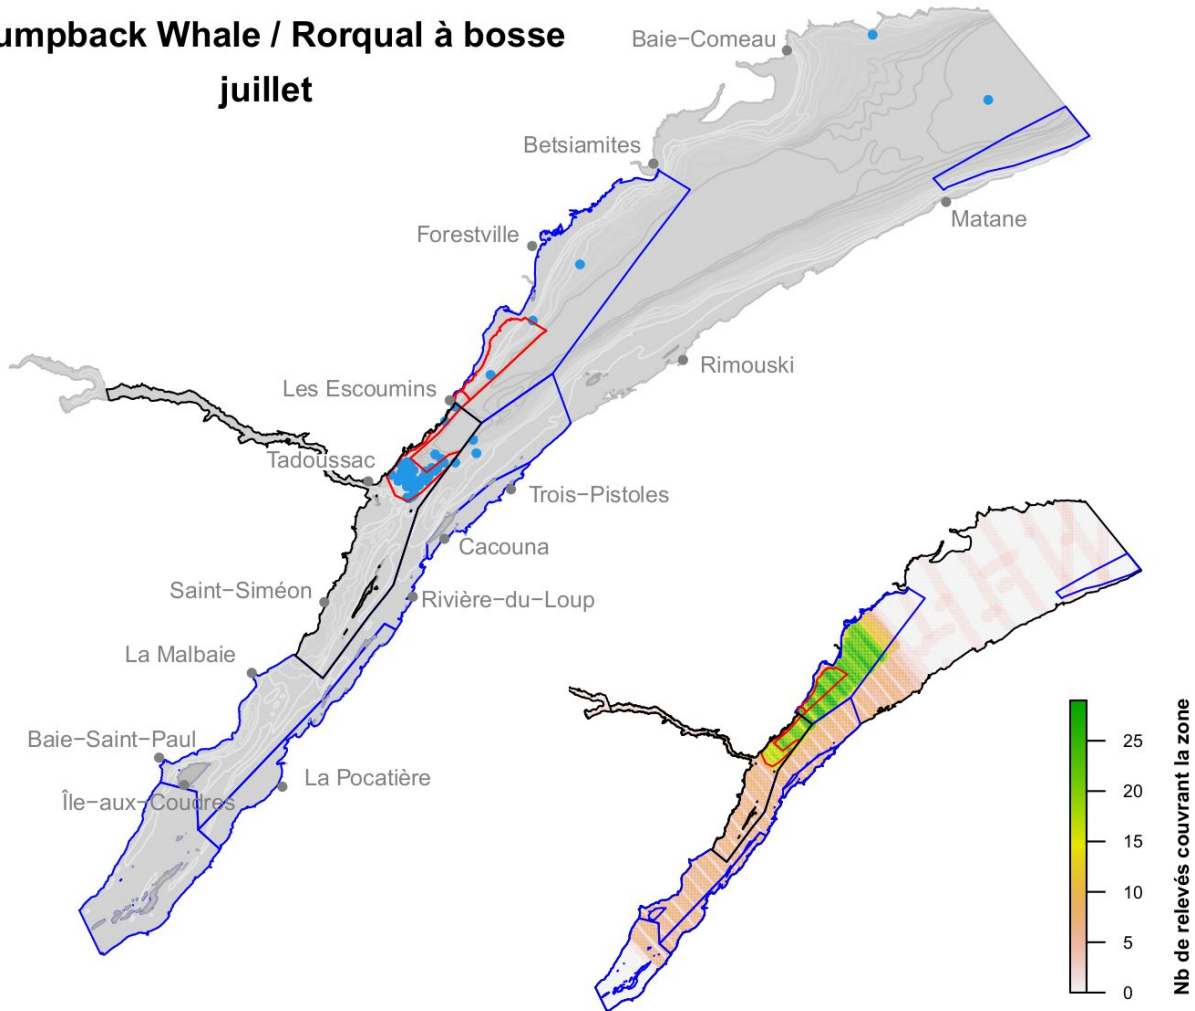 umpback Whale / Rorqual à bosse
juillet
Baie−Comeau
Betsiamites
Matane
Forestville
Rimouski
Les Escoumins
Tadoussac
Trois−Pistoles
Cacouna
Saint−Siméon
Rivière−du−Loup
La Malbaie
Baie−Saint−Paul
La Pocatière
Île−aux−Coudres
25
20
15
10
5
0
Nb de relevés couvrant la zone